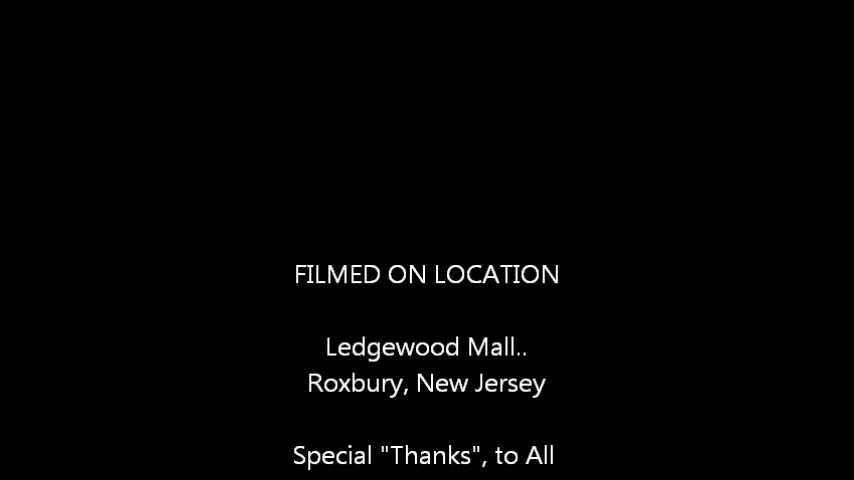 FILMED ON LOCATION
Ledgewood Mall..
Roxbury, New Jersey
Special "Thanks", to All